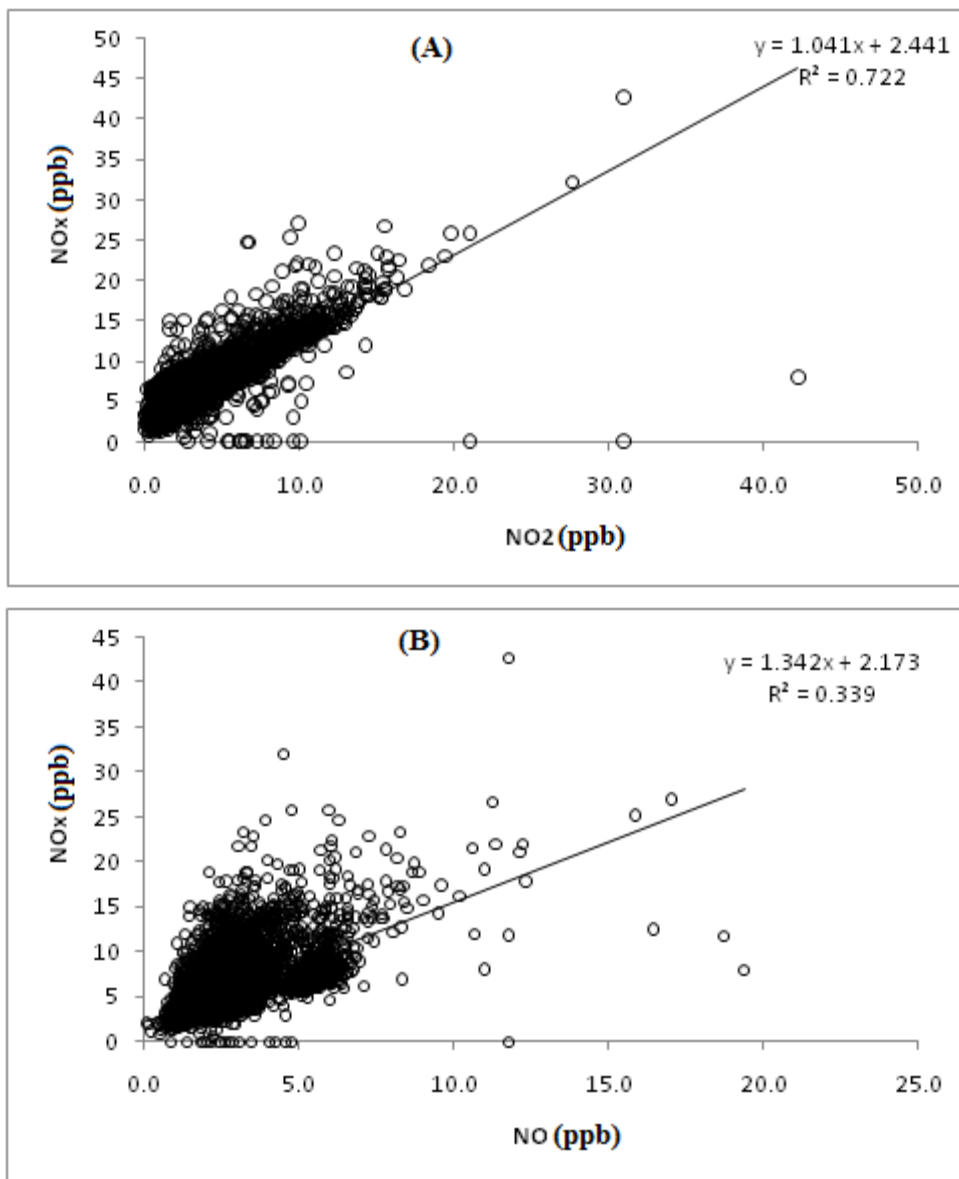 (A)
y = 1.041x + 2.441
R² = 0.722
50
45
40
35
30
25
20
15
10
5
0
NOx (ppb)
0.0 10.0 20.0 30.0 40.0 50.0
NO2 (ppb)
(B)
y = 1.342x + 2.173
R² = 0.339
45
40
35
30
25
20
15
10
5
0
NOx (ppb)
0.0 5.0 10.0 15.0 20.0 25.0
NO (ppb)